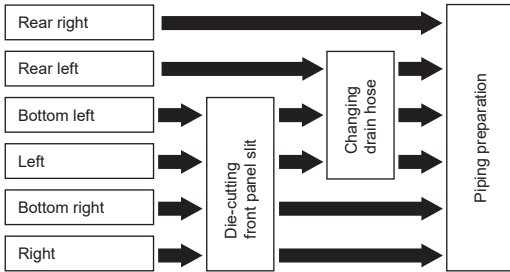 Rear right
Rear left
Bottom left
Left
Bottom right
Right
Die-cutting
front panel slit
Changing
drain hose
Piping preparation